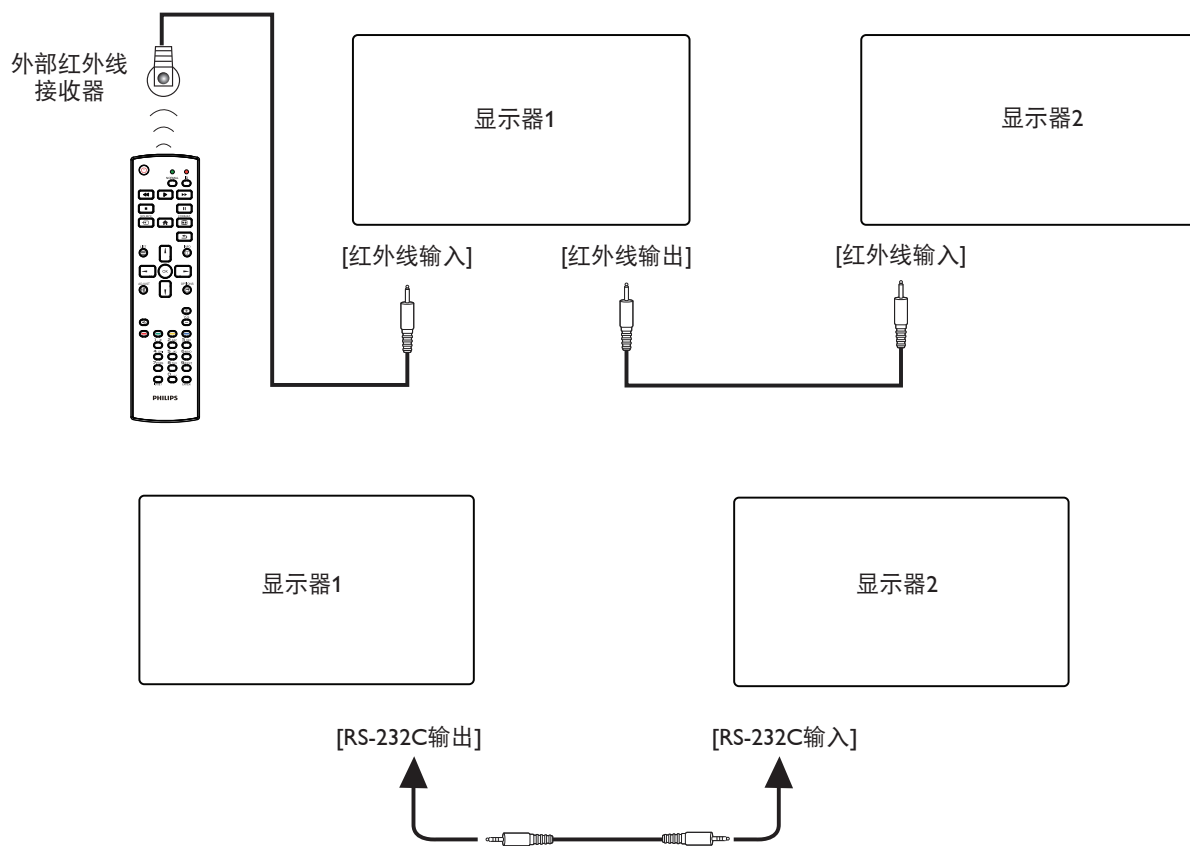 外部红外线
接收器
显示器1
显示器2
[红外线输入]
[红外线输出]
[红外线输入]
PHILIPS
显示器1
显示器2
[RS-232C输出]
[RS-232C输入]